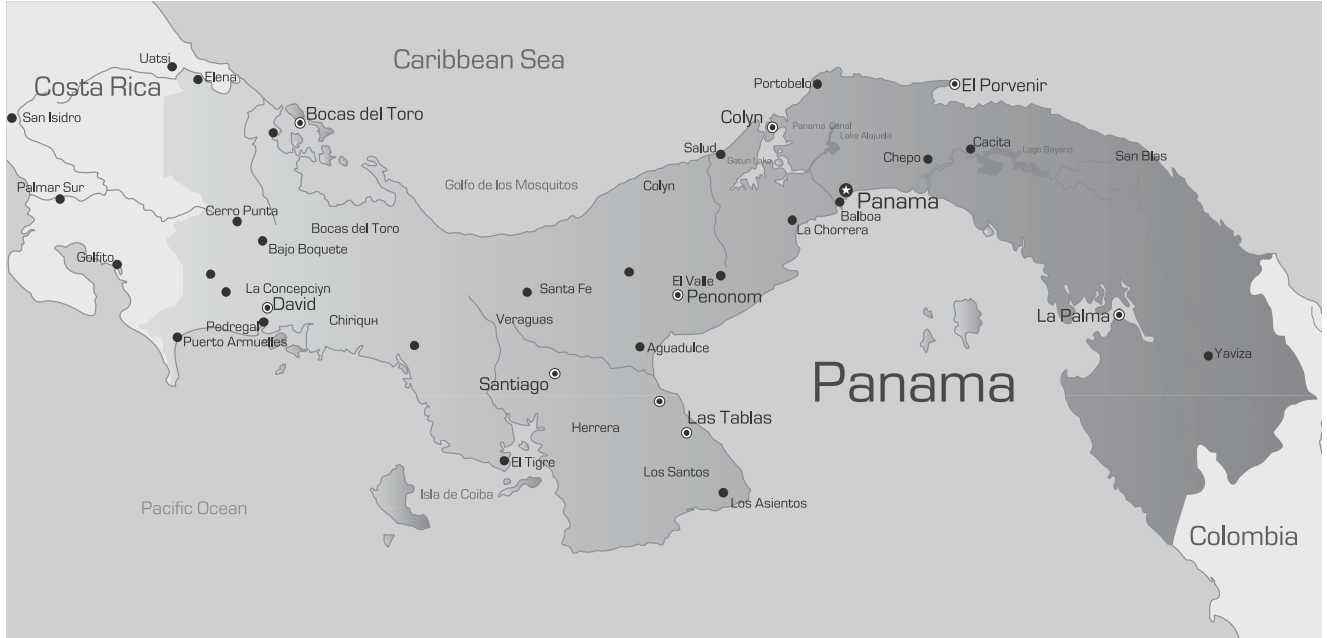 Caribbean Sea
Uatsi
Elena
Costa Rica
Portobelo
El Porvenir
San Isidro
Bocas del Toro
Colyn
Panama Canal
Lake Alajuela
Salud
Gatun Lake
Chepo
Cacita
Lago Bayano
San Blas
Palmar Sur
Golfo de los Mosquitos
Colyn
Panama
Balboa
Cerro Punta
Bocas del Toro
La Chorrera
Bajo Boquete
Golfito
La Concepciyn
Santa Fe
El Valle
Penonom
David
Pedregal
Chiriquн
Veraguas
La Palma
Puerto Armuelles
Aguadulce
Yaviza
Santiago
Panama
Las Tablas
Herrera
El Tigre
Los Santos
Isla de Coiba
Los Asientos
Pacific Ocean
Colombia